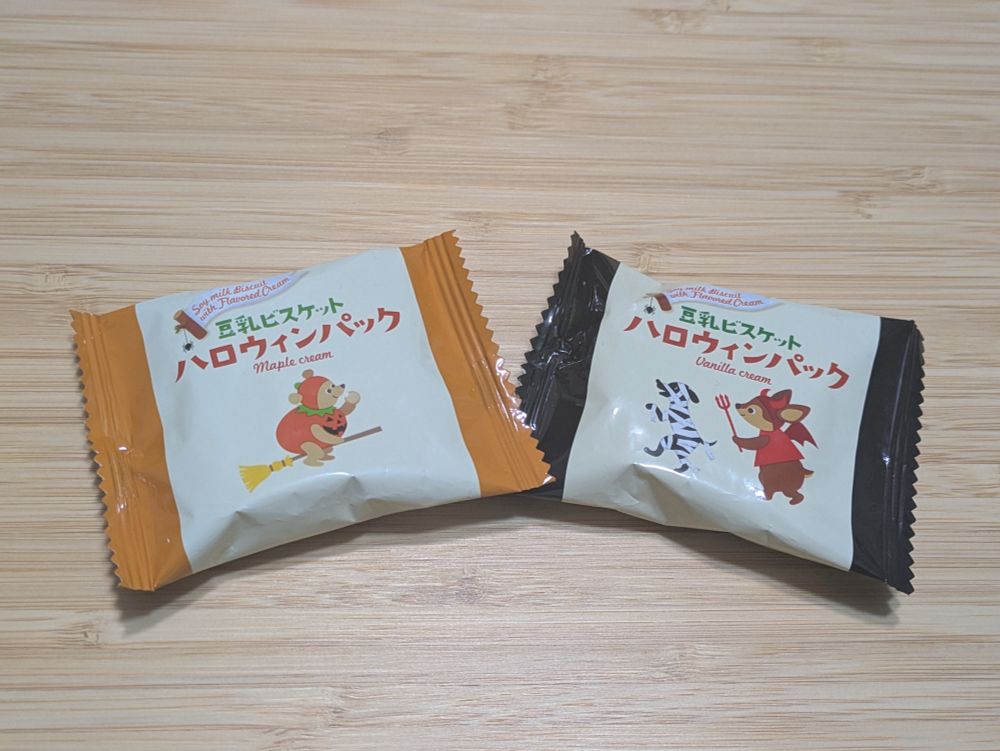 Soy milk Biscuit
with Flavored Cream
豆乳ビスケット
ハロウィンパック
Maple cream
Soy milk Biscuit
with Flavored Cream
豆乳ビスケット
ハロウィンパック
Vanilla cream